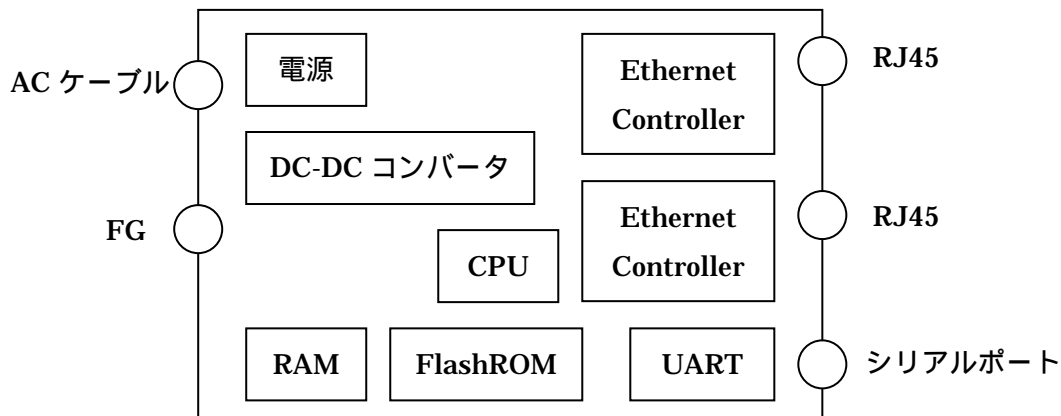 電源
Ethernet
Controller
RJ45
AC ケーブル
DC-DC コンバータ
FG
Ethernet
Controller
RJ45
CPU
RAM
FlashROM
UART
シリアルポート